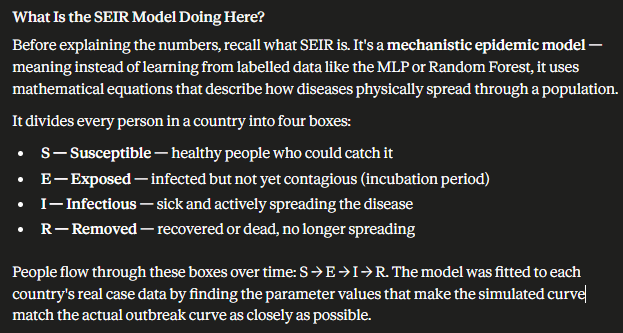 What Is the SEIR Model Doing Here?
Before explaining the numbers, recall what SEIR is. It's a mechanistic epidemic model —
meaning instead of learning from labelled data like the MLP or Random Forest, it uses
mathematical equations that describe how diseases physically spread through a population.
It divides every person in a country into four boxes:
• S — Susceptible — healthy people who could catch it
• E — Exposed — infected but not yet contagious (incubation period)
• I — Infectious — sick and actively spreading the disease
• R — Removed — recovered or dead, no longer spreading
People flow through these boxes over time: S → E → I → R. The model was fitted to each
country's real case data by finding the parameter values that make the simulated curve
match the actual outbreak curve as closely as possible.